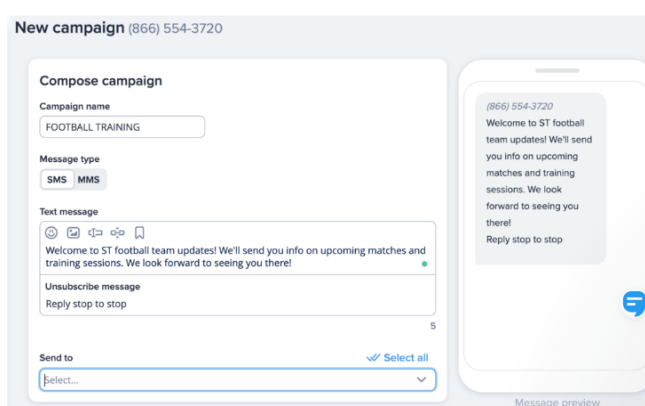 New campaign (866) 554-3720
Compose campaign
Campaign name
FOOTBALL TRAINING
Message type
SMS MMS
Text message
Welcome to ST football team updates! We'll send you info on upcoming matches and
training sessions. We look forward to seeing you there!
Unsubscribe message
Reply stop to stop
5
Send to
Select all
Select...
(866) 554-3720
Welcome to ST football
team updates! We'll send
you info on upcoming
matches and training
sessions. We look
forward to seeing you
there!
Reply stop to stop
Message preview